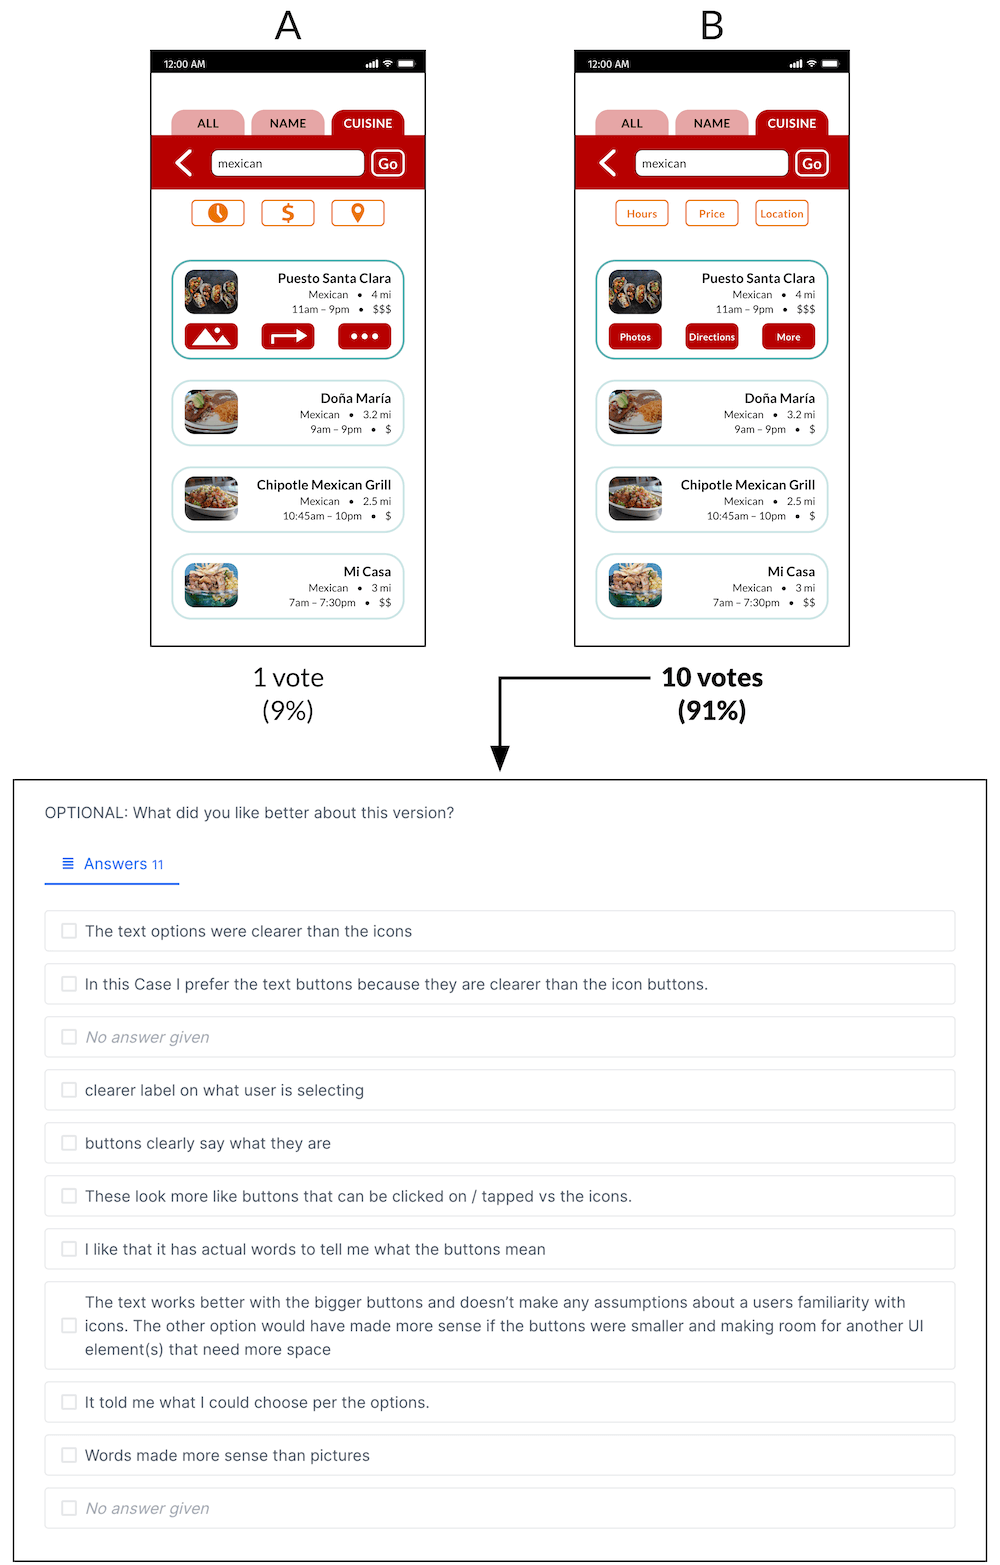 A
12:00 AM
ALL NAME CUISINE
mexican Go
$
Puesto Santa Clara
Mexican • 4 mi
11am – 9pm • $$$
Doña María
Mexican • 3.2 mi
9am – 9pm • $
Chipotle Mexican Grill
Mexican • 2.5 mi
10:45am – 10pm • $
Mi Casa
Mexican • 3 mi
7am – 7:30pm • $$
1 vote
(9%)
B
12:00 AM
ALL NAME CUISINE
mexican Go
Hours Price Location
Puesto Santa Clara
Mexican • 4 mi
11am – 9pm • $$$
Photos Directions More
Doña María
Mexican • 3.2 mi
9am – 9pm • $
Chipotle Mexican Grill
Mexican • 2.5 mi
10:45am – 10pm • $
Mi Casa
Mexican • 3 mi
7am – 7:30pm • $$
10 votes
(91%)
OPTIONAL: What did you like better about this version?
Answers 11
The text options were clearer than the icons
In this Case I prefer the text buttons because they are clearer than the icon buttons.
No answer given
clearer label on what user is selecting
buttons clearly say what they are
These look more like buttons that can be clicked on / tapped vs the icons.
I like that it has actual words to tell me what the buttons mean
The text works better with the bigger buttons and doesn’t make any assumptions about a users familiarity with
icons. The other option would have made more sense if the buttons were smaller and making room for another UI
element(s) that need more space
It told me what I could choose per the options.
Words made more sense than pictures
No answer given